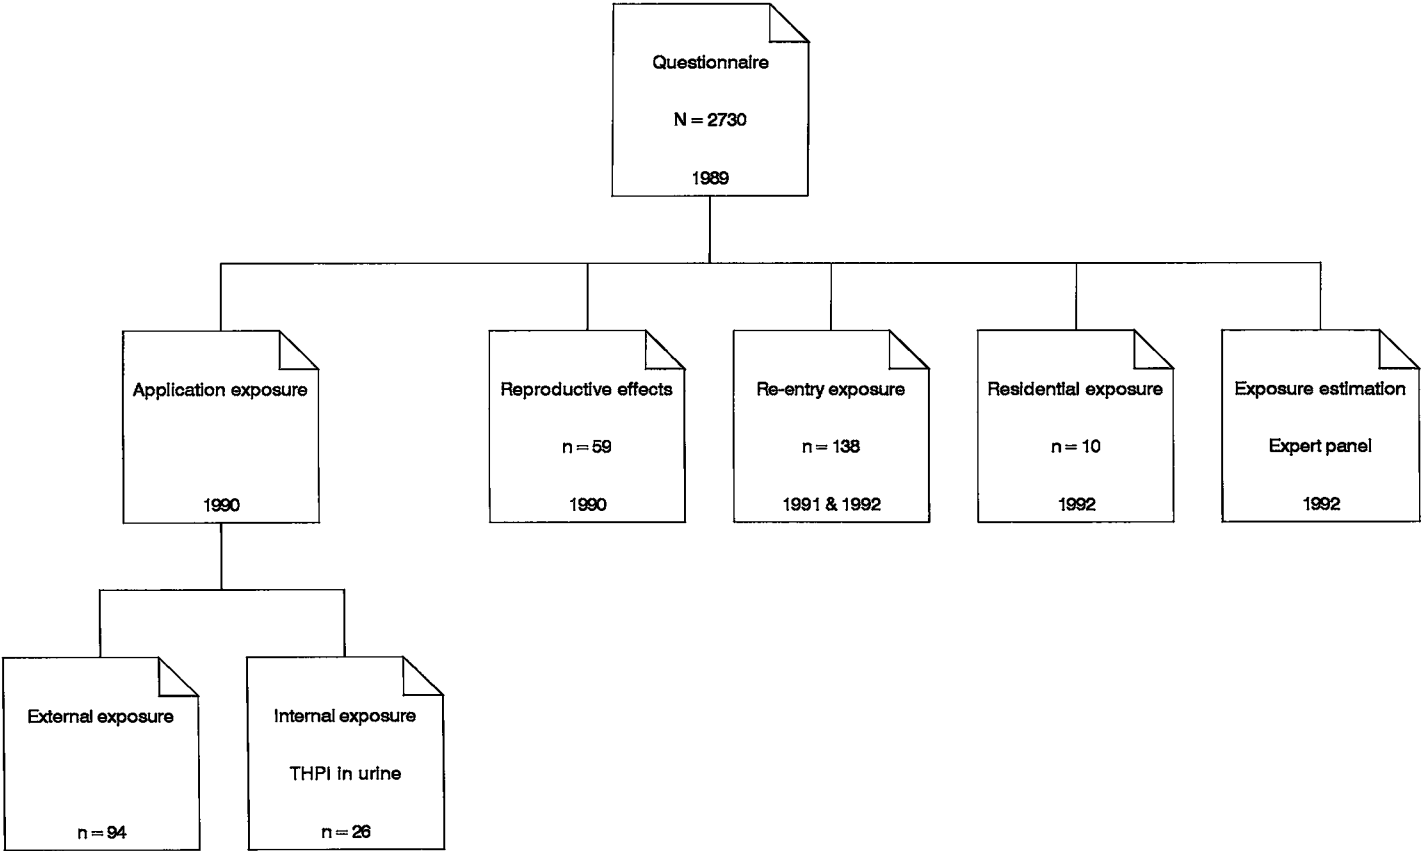 Questionnaire
N = 2730
1989
Application exposure
1990
Reproductive effects
n = 59
1990
Re-entry exposure
n = 138
1991 & 1992
Residential exposure
n = 10
1992
Exposure estimation
Expert panel
1992
External exposure
n = 94
Internal exposure
THPI in urine
n = 26